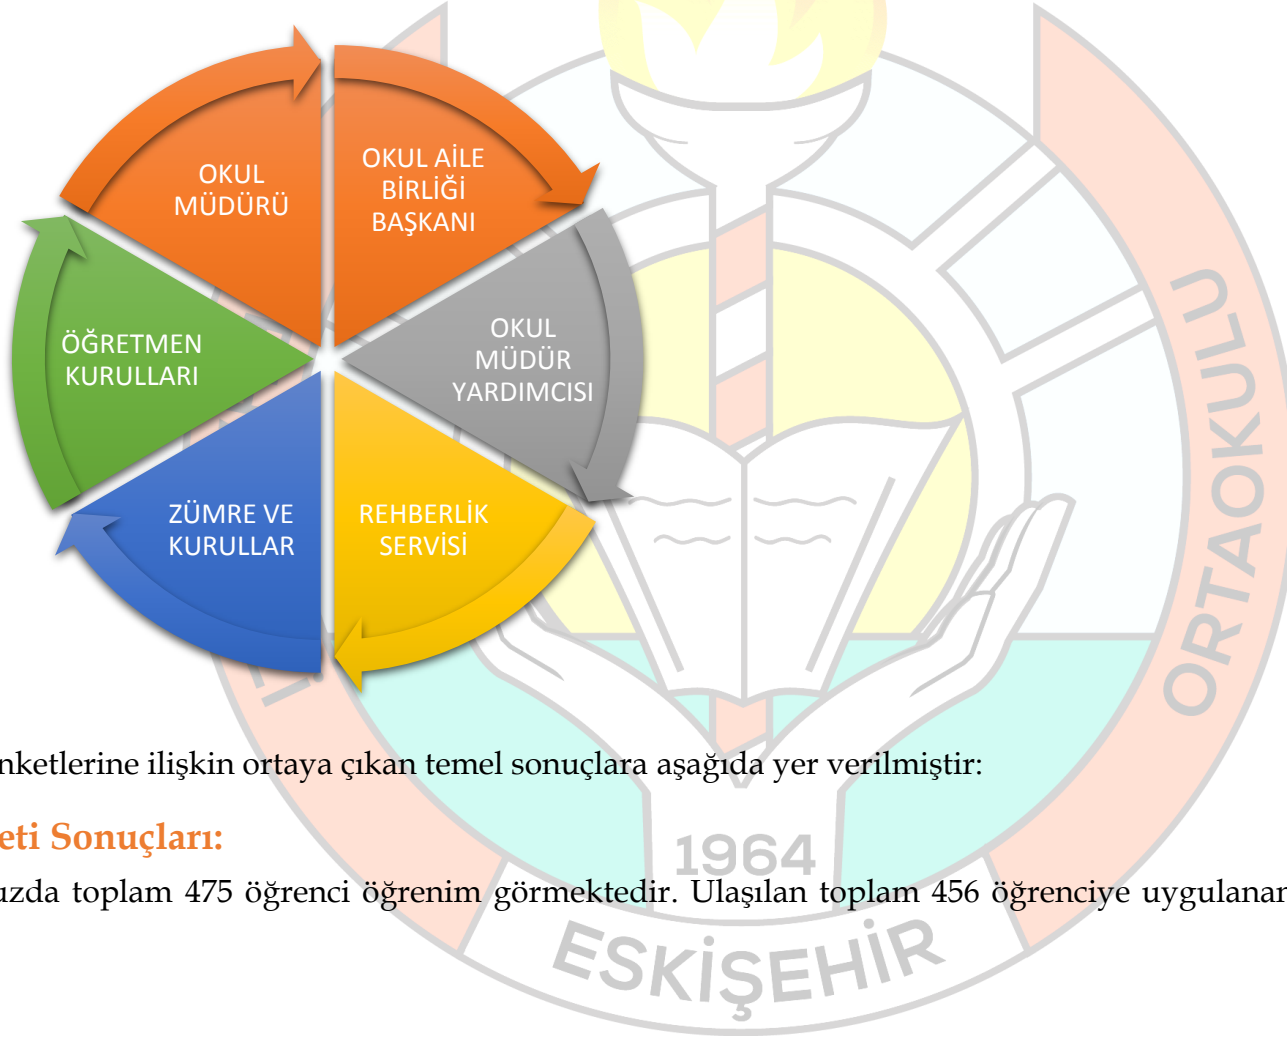 OKUL
MÜDÜRÜ
OKUL AİLE
BİRLİĞİ
BAŞKANI
OKUL
MÜDÜR
YARDIMCISI
REHBERLİK
SERVİSİ
ZÜMRE VE
KURULLAR
ÖĞRETMEN
KURULLARI
ORTAOKULU
nketlerine ilişkin ortaya çıkan temel sonuçlara aşağıda yer verilmiştir:
eti Sonuçları:
1964
uzda toplam 475 öğrenci öğrenim görmektedir. Ulaşılan toplam 456 öğrenciye uygulanan
ESKİŞEHİR